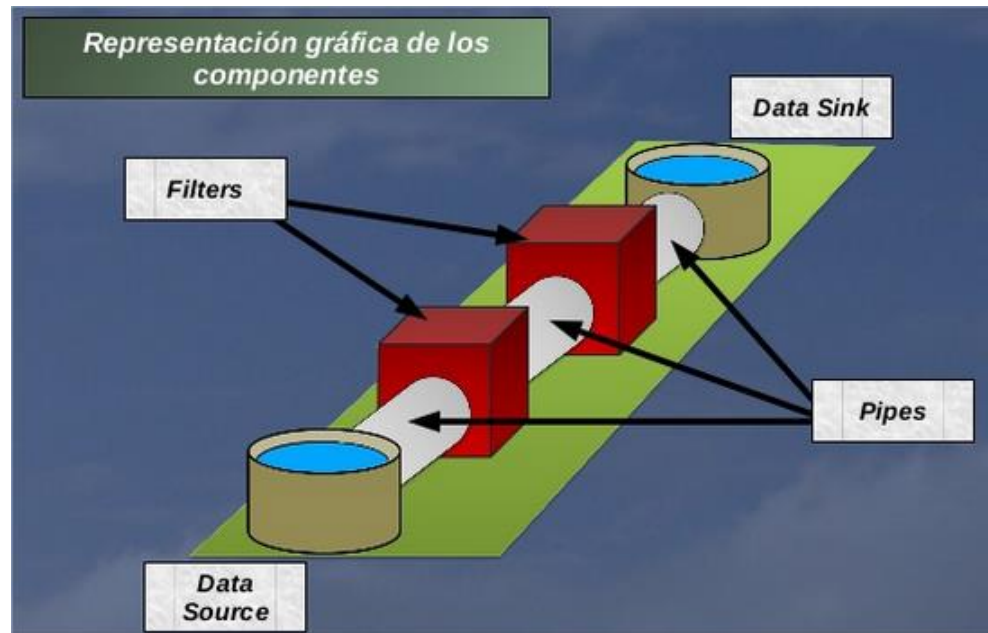 Representación gráfica de los
componentes
Data Sink
Filters
Pipes
Data
Source